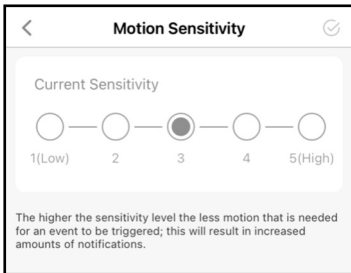 Motion Sensitivity
Current Sensitivity
1(Low) 2 3 4 5(High)
The higher the sensitivity level the less motion that is needed
for an event to be triggered; this will result in increased
amounts of notifications.